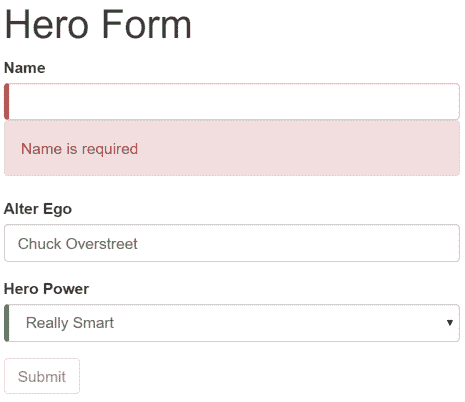 Hero Form
Name
Name is required
Alter Ego
Chuck Overstreet
Hero Power
Really Smart
Submit